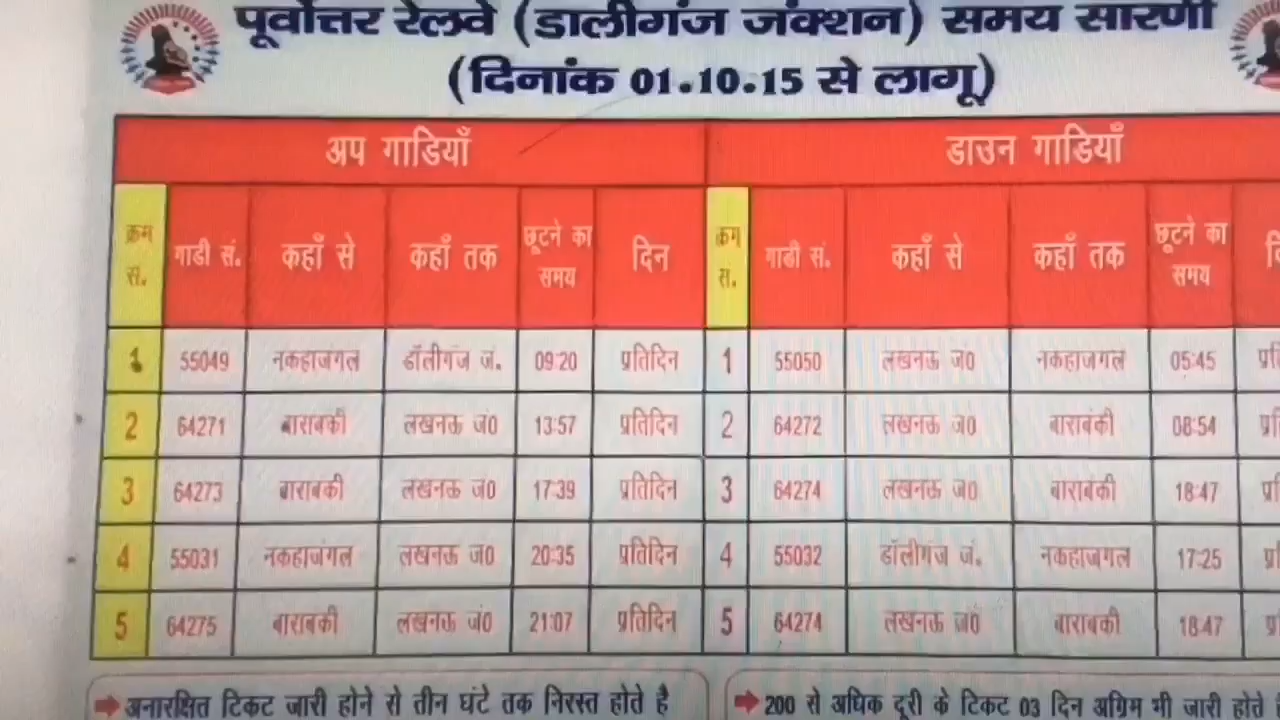 पूर्वोत्तर रेलवे (डालीगंज जंक्शन) समय सारणी
(दिनांक 01.10.15 से लागू)
अप गाडियाँ डाउन गाडियाँ
क्रम सं. गाडी सं. कहाँ से कहाँ तक छूटने का समय दिन क्रम सं. गाडी सं. कहाँ से कहाँ तक छूटने का समय
1 55049 नकहाजंगल डॉलीगंज जं. 09:20 प्रतिदिन 1 55050 लखनऊ जं0 नकहाजंगल 05:45
2 64271 बाराबंकी लखनऊ जं0 13:57 प्रतिदिन 2 64272 लखनऊ जं0 बाराबंकी 08:54
3 64273 बाराबंकी लखनऊ जं0 17:39 प्रतिदिन 3 64274 लखनऊ जं0 बाराबंकी 18:47
4 55031 नकहाजंगल लखनऊ जं0 20:35 प्रतिदिन 4 55032 डॉलीगंज जं. नकहाजंगल 17:25
5 64275 बाराबंकी लखनऊ जं0 21:07 प्रतिदिन 5 64274 लखनऊ जं0 बाराबंकी 18:47
अनारक्षित टिकट जारी होने से तीन घंटे तक निरस्त होते है
200 से अधिक दूरी के टिकट 03 दिन अग्रिम भी जारी होते